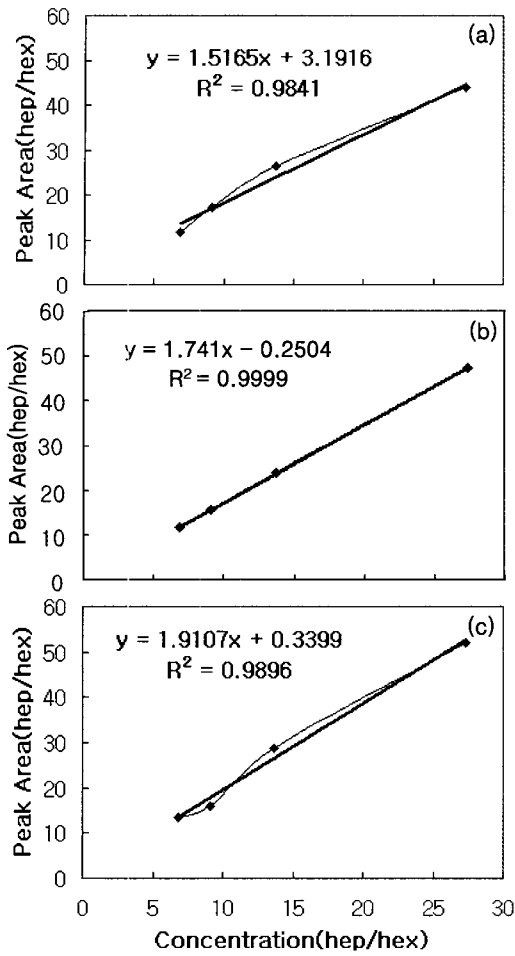 60
50
40
30
20
10
0
Peak Area(hep/hex)
(a)
y = 1.5165x + 3.1916
R² = 0.9841
60
50
40
30
20
10
0
Peak Area(hep/hex)
(b)
y = 1.741x − 0.2504
R² = 0.9999
60
50
40
30
20
10
0
Peak Area(hep/hex)
(c)
y = 1.9107x + 0.3399
R² = 0.9896
0 5 10 15 20 25 30
Concentration(hep/hex)